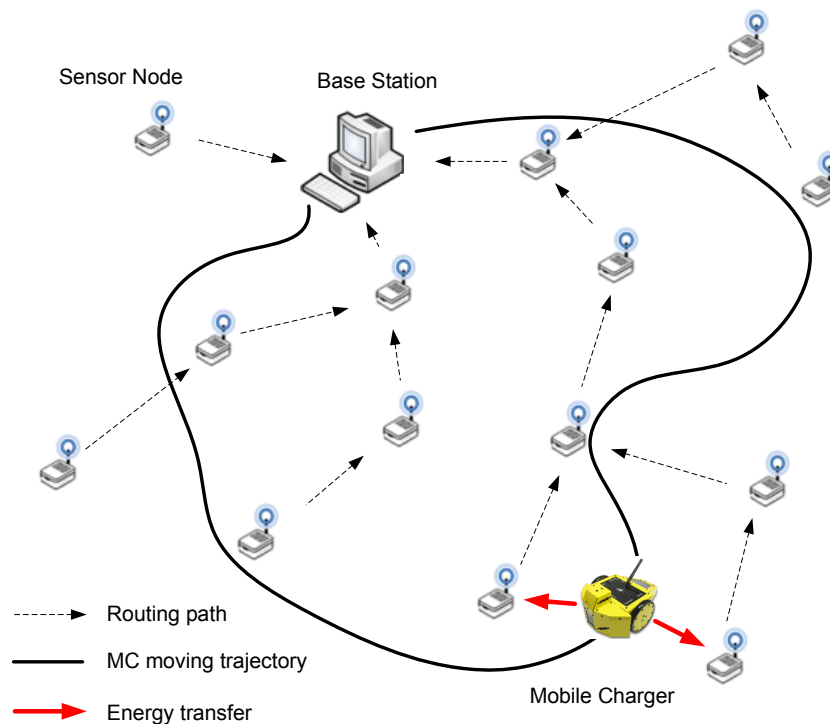 Sensor Node
Base Station
Routing path
MC moving trajectory
Mobile Charger
Energy transfer